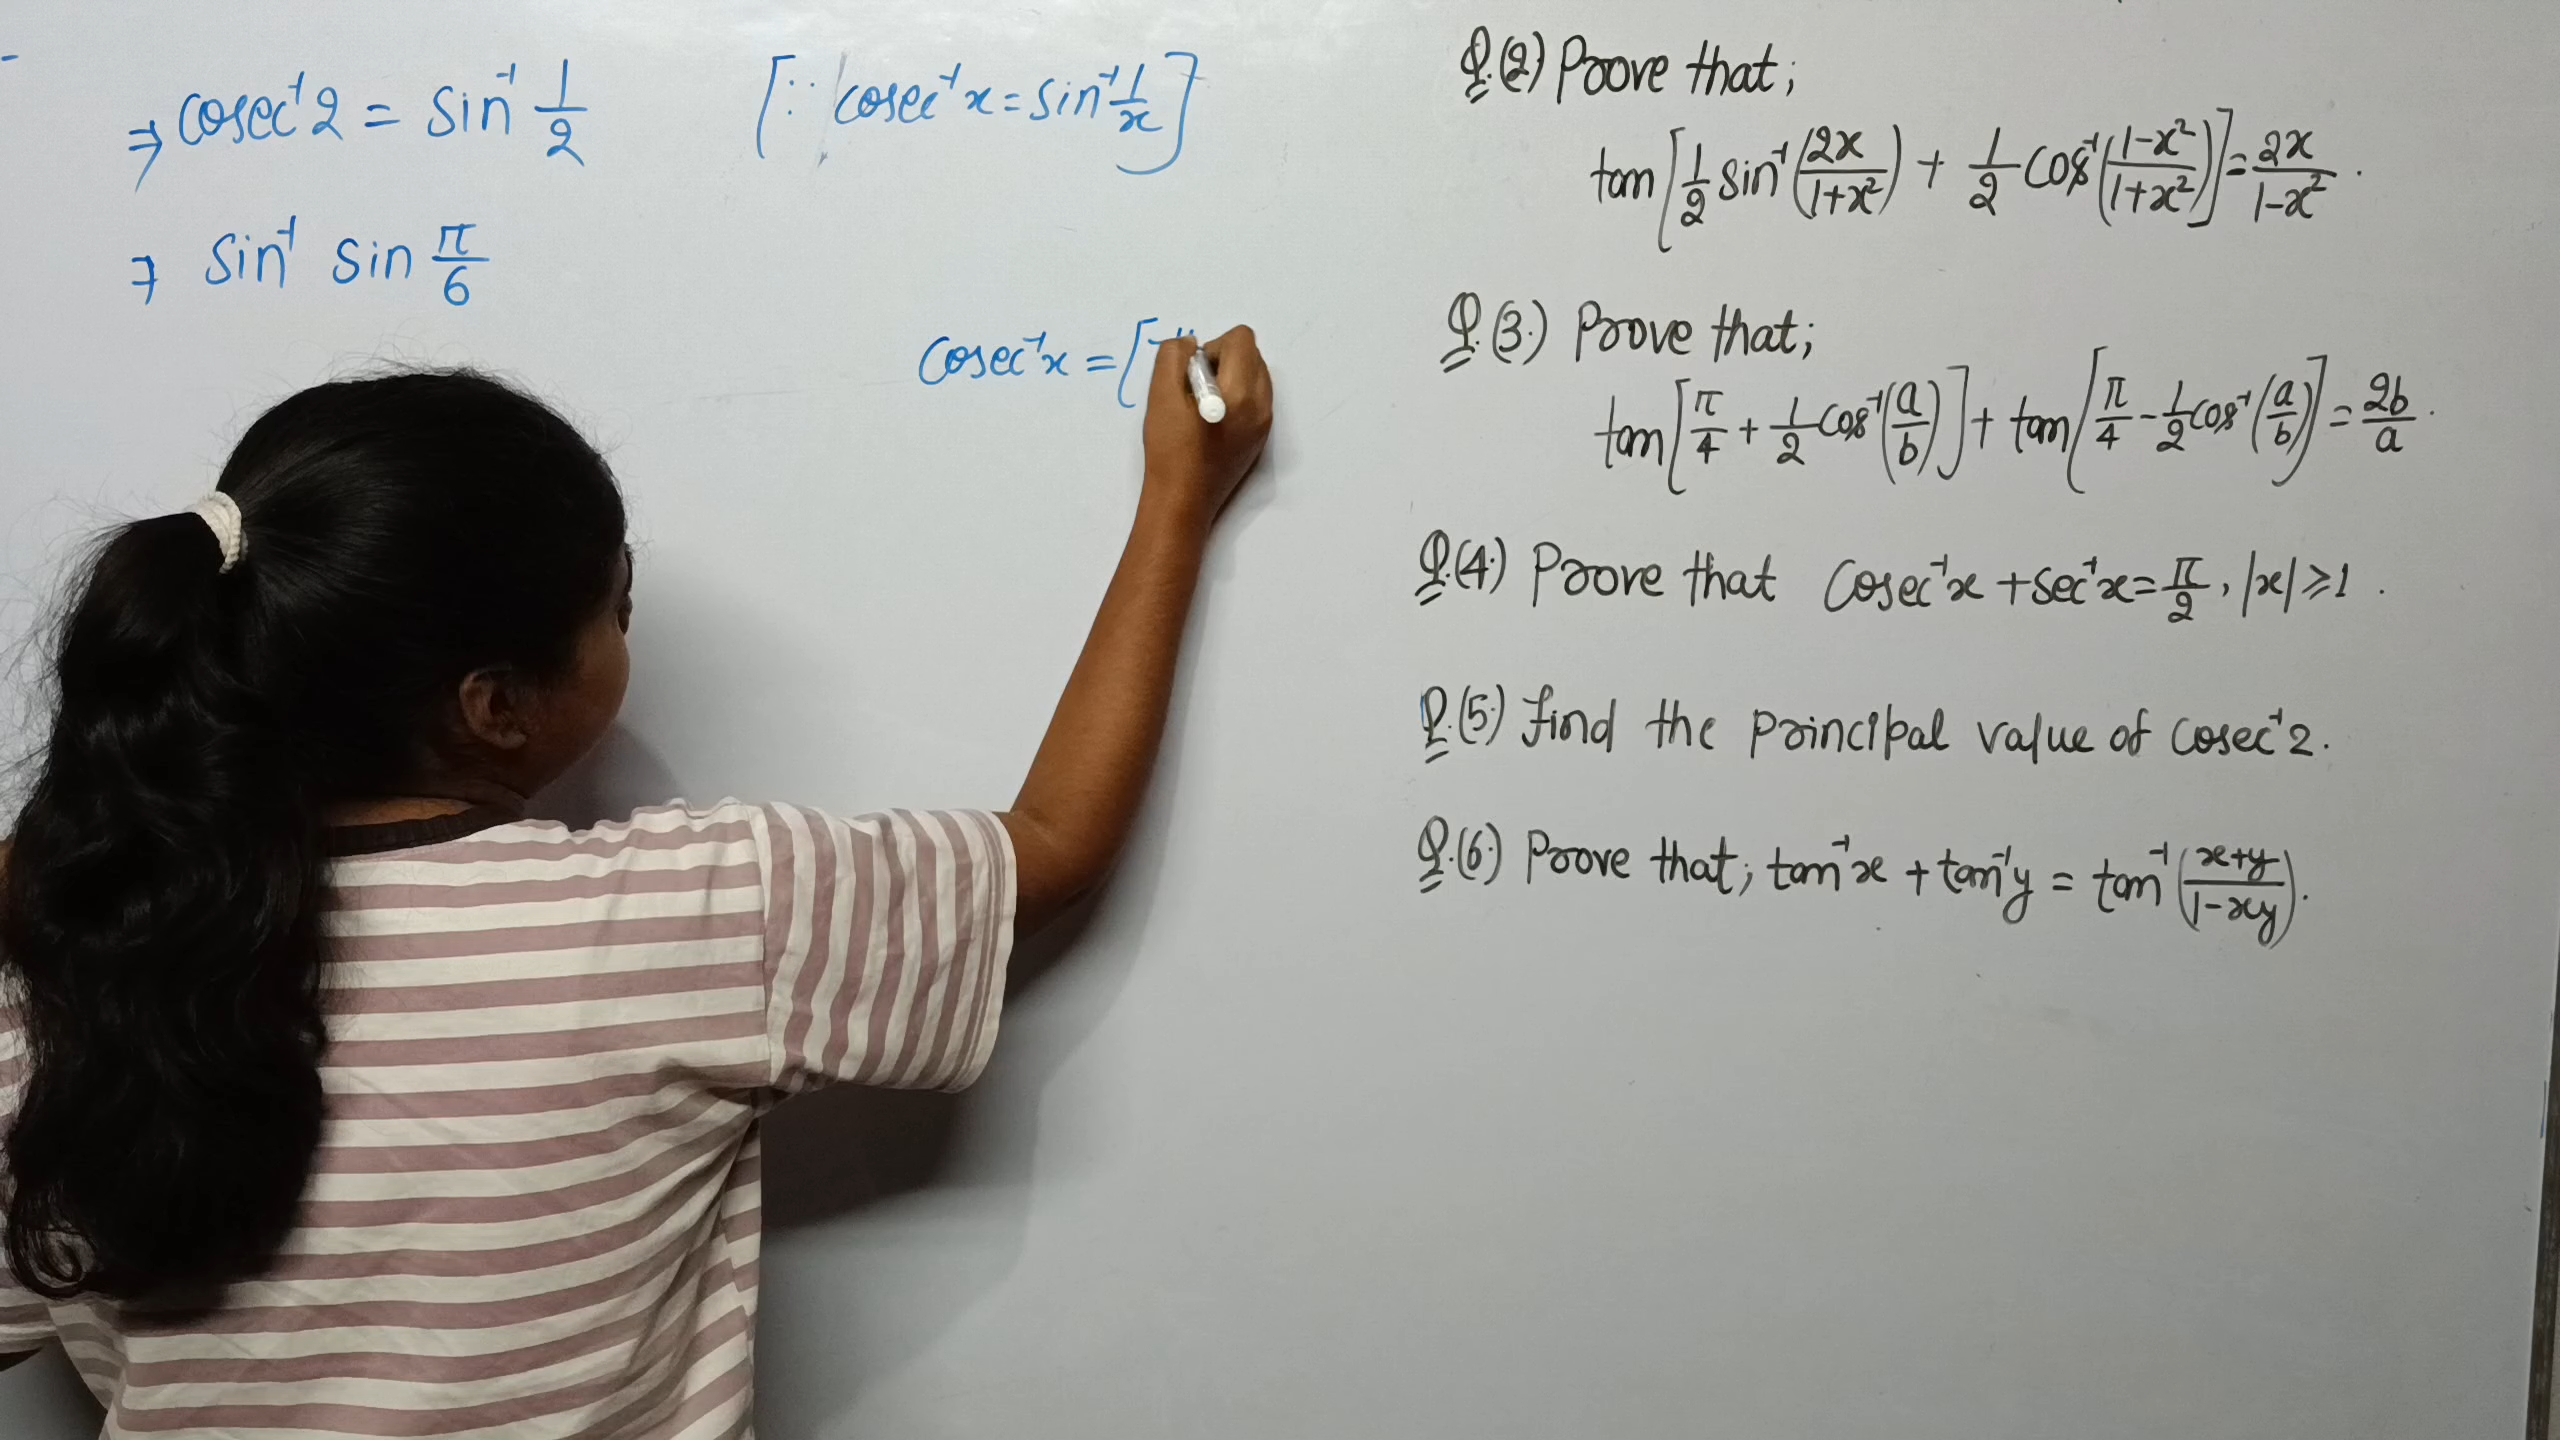 ⇒ cosec⁻¹2 = sin⁻¹ 1/2 [∵ cosec⁻¹x = sin⁻¹ 1/x]
⇒ sin⁻¹ sin π/6
cosec⁻¹x = [
Q.(2) Prove that;
tan[1/2 sin⁻¹(2x/1+x²) + 1/2 cos⁻¹(1-x²/1+x²)] = 2x/1-x².
Q.(3.) Prove that;
tan[π/4 + 1/2 cos⁻¹(a/b)] + tan[π/4 - 1/2 cos⁻¹(a/b)] = 2b/a.
Q.(4.) Prove that cosec⁻¹x + sec⁻¹x = π/2, |x| ≥ 1.
Q.(5.) find the principal value of cosec⁻¹2.
Q.(6.) Prove that; tan⁻¹x + tan⁻¹y = tan⁻¹(x+y/1-xy).